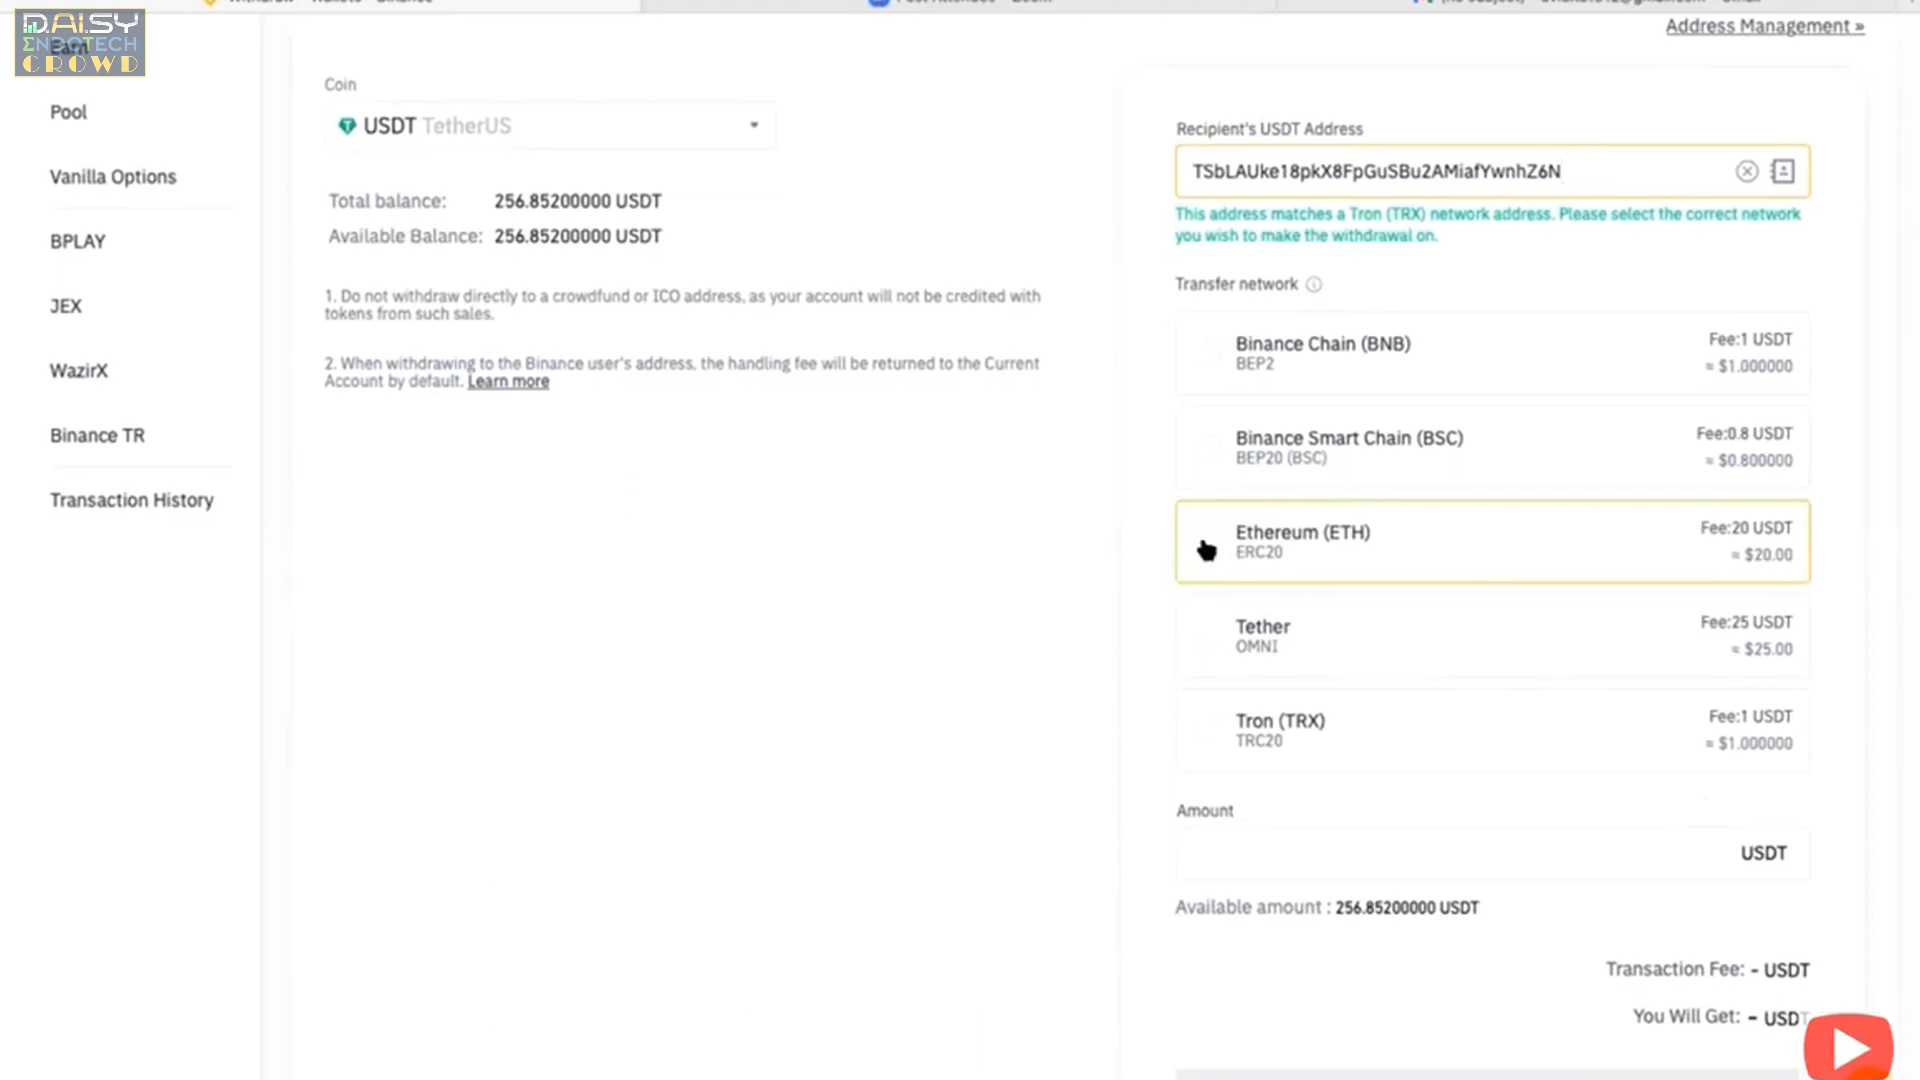 D.AI.SY
ENDOTECH
CROWD
Earn
Pool
Vanilla Options
BPLAY
JEX
WazirX
Binance TR
Transaction History
Address Management »
Coin
USDT TetherUS
Total balance: 256.85200000 USDT
Available Balance: 256.85200000 USDT
1. Do not withdraw directly to a crowdfund or ICO address, as your account will not be credited with
tokens from such sales.
2. When withdrawing to the Binance user's address, the handling fee will be returned to the Current
Account by default. Learn more
Recipient's USDT Address
TSbLAUke18pkX8FpGuSBu2AMiafYwnhZ6N
This address matches a Tron (TRX) network address. Please select the correct network
you wish to make the withdrawal on.
Transfer network
Binance Chain (BNB) Fee:1 USDT
BEP2 ≈ $1.000000
Binance Smart Chain (BSC) Fee:0.8 USDT
BEP20 (BSC) ≈ $0.800000
Ethereum (ETH) Fee:20 USDT
ERC20 ≈ $20.00
Tether Fee:25 USDT
OMNI ≈ $25.00
Tron (TRX) Fee:1 USDT
TRC20 ≈ $1.000000
Amount
USDT
Available amount : 256.85200000 USDT
Transaction Fee: - USDT
You Will Get: - USDT